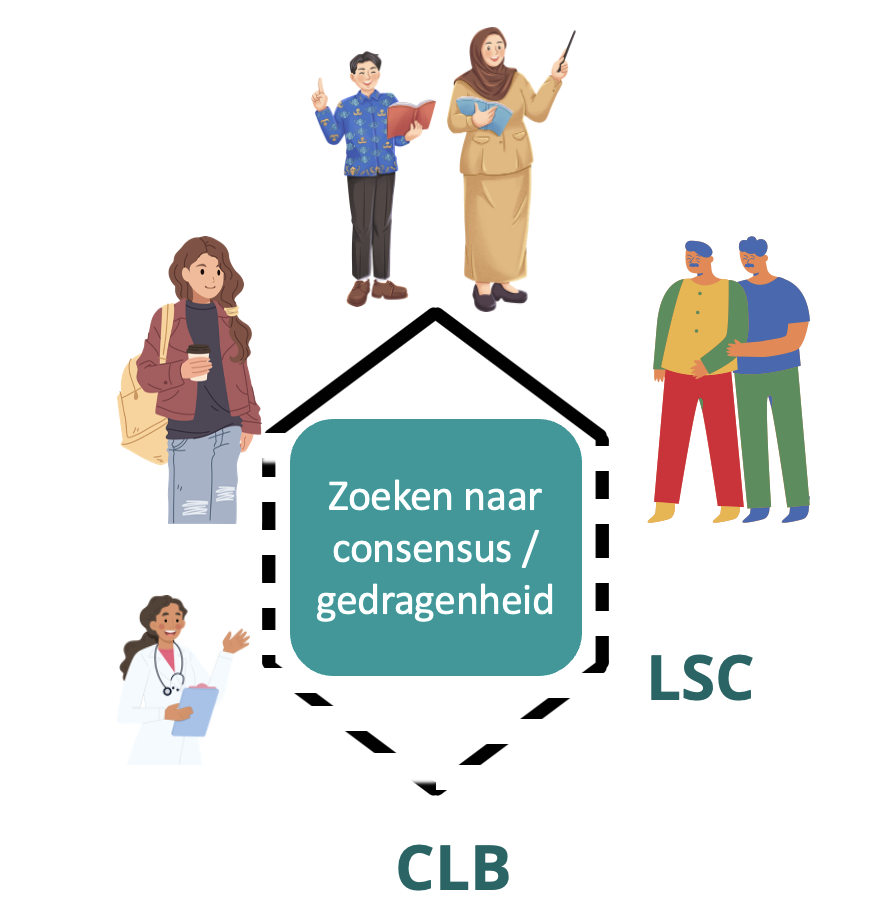 Zoeken naar
consensus /
gedragenheid
LSC
CLB